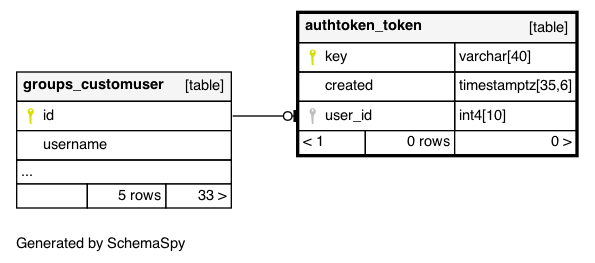 authtoken_token [table]
key varchar[40]
created timestamptz[35,6]
user_id int4[10]
< 1 0 rows 0 >
groups_customuser [table]
id
username
...
5 rows 33 >
Generated by SchemaSpy